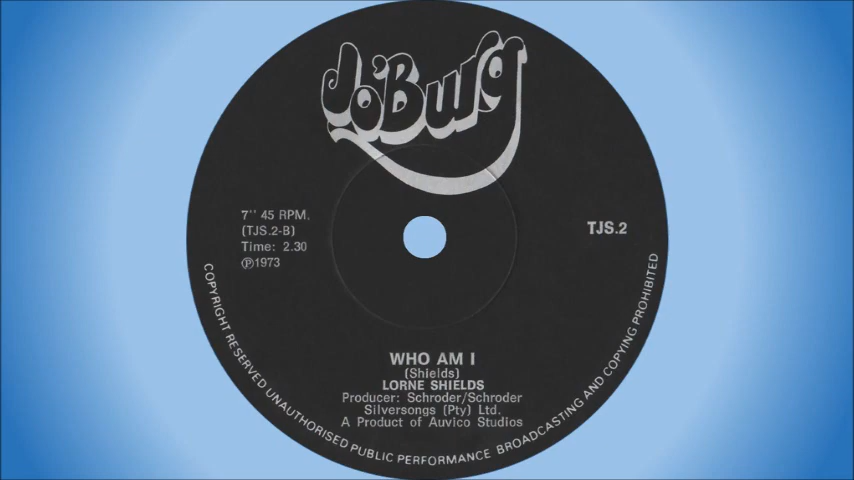 Jo'Burg
7'' 45 RPM.
(TJS.2-B)
Time: 2.30
℗1973
TJS.2
WHO AM I
(Shields)
LORNE SHIELDS
Producer: Schroder/Schroder
Silversongs (Pty) Ltd.
A Product of Auvico Studios
COPYRIGHT RESERVED UNAUTHORISED PUBLIC PERFORMANCE BROADCASTING AND COPYING PROHIBITED